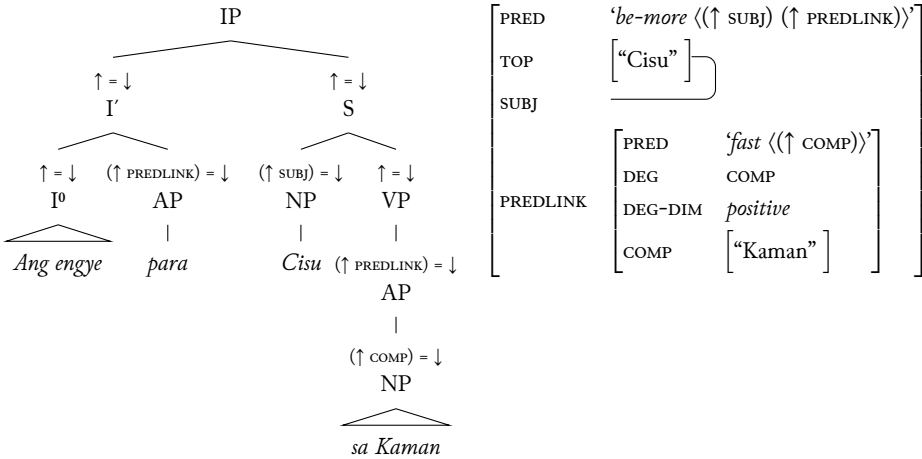 IP
↑ = ↓ ↑ = ↓
I′ S
↑ = ↓ (↑ PREDLINK) = ↓ (↑ SUBJ) = ↓ ↑ = ↓
I⁰ AP NP VP
Ang engye para Cisu (↑ PREDLINK) = ↓
AP
(↑ COMP) = ↓
NP
sa Kaman
PRED ‘be-more ⟨(↑ SUBJ) (↑ PREDLINK)⟩’
TOP [“Cisu” ]
SUBJ
PREDLINK
PRED ‘fast ⟨(↑ COMP)⟩’
DEG COMP
DEG-DIM positive
COMP [“Kaman” ]